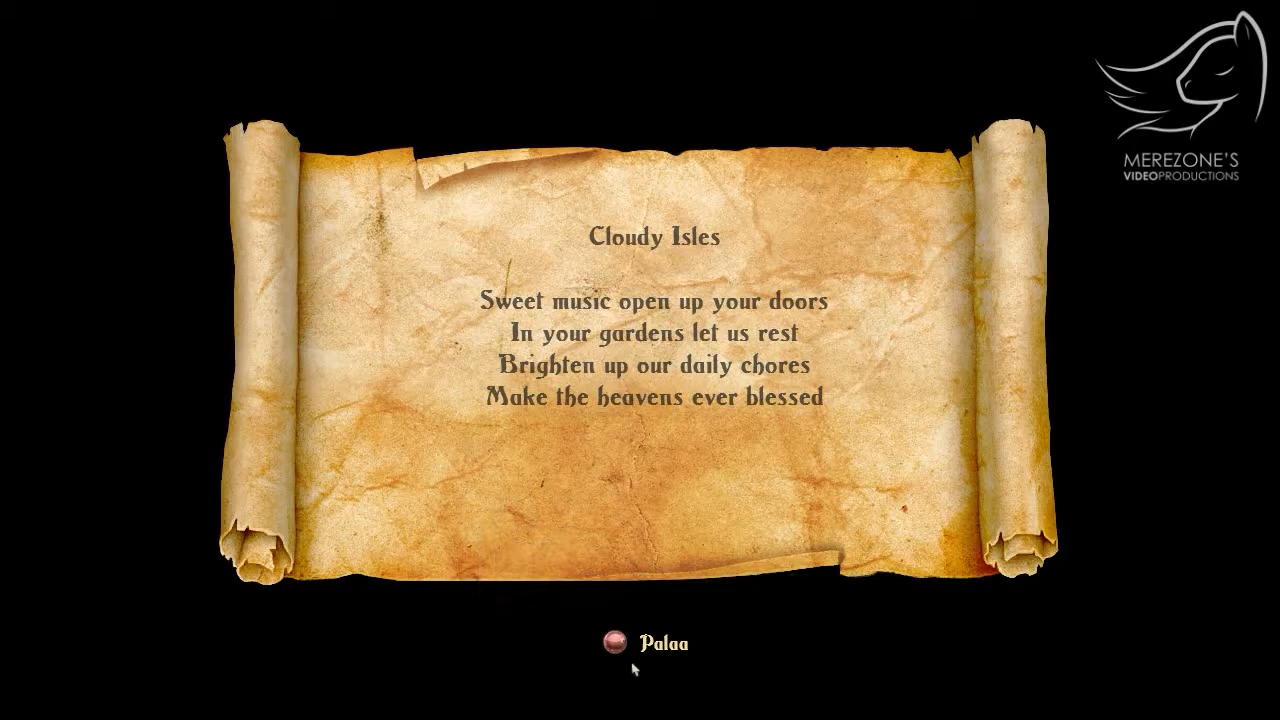 MEREZONE'S
VIDEOPRODUCTIONS
Cloudy Isles
Sweet music open up your doors
In your gardens let us rest
Brighten up our daily chores
Make the heavens ever blessed
Palaa